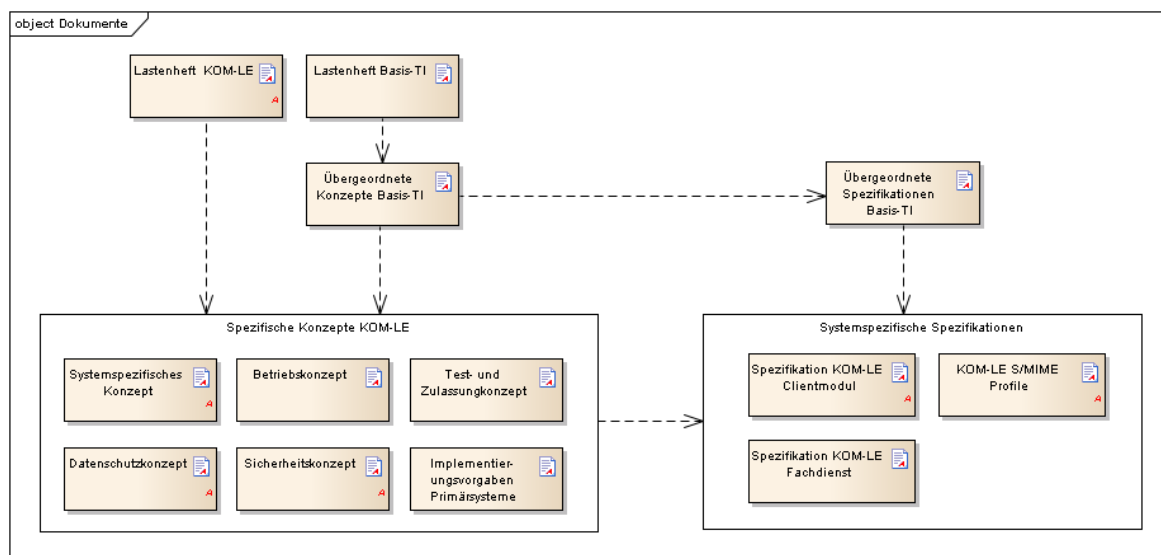 object Dokumente
Lastenheft KOM-LE
A
Lastenheft Basis-TI
Übergeordnete
Konzepte Basis-TI
Übergeordnete
Spezifikationen
Basis-TI
Spezifische Konzepte KOM-LE
Systemspezifisches
Konzept
A
Betriebskonzept
Test- und
Zulassungkonzept
Datenschutzkonzept
A
Sicherheitskonzept
A
Implementier-
ungsvorgaben
Primärsysteme
Systemspezifische Spezifikationen
Spezifikation KOM-LE
Clientmodul
A
KOM-LE S/MIME
Profile
A
Spezifikation KOM-LE
Fachdienst